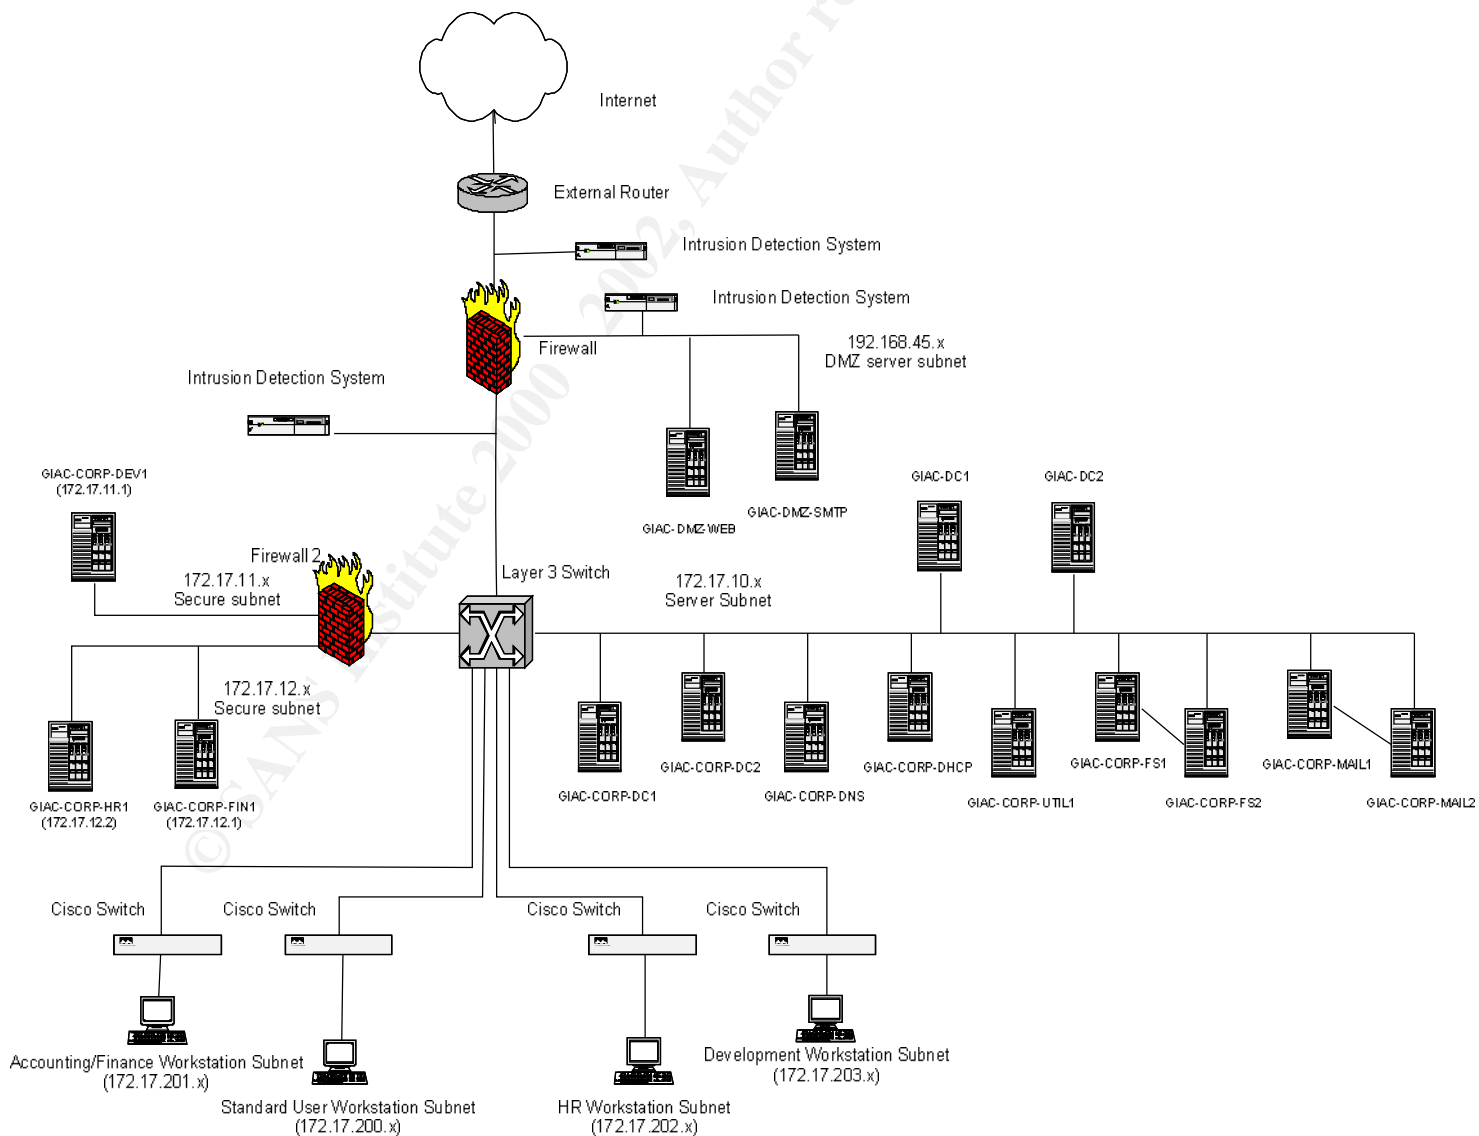 Internet
External Router
Intrusion Detection System
Intrusion Detection System
Firewall
192.168.45.x
DMZ server subnet
Intrusion Detection System
GIAC-CORP-DEV1
(172.17.11.1)
GIAC-DMZ-WEB
GIAC-DMZ-SMTP
GIAC-DC1
GIAC-DC2
Firewall 2
172.17.11.x
Secure subnet
Layer 3 Switch
172.17.10.x
Server Subnet
172.17.12.x
Secure subnet
GIAC-CORP-HR1
(172.17.12.2)
GIAC-CORP-FIN1
(172.17.12.1)
GIAC-CORP-DC1
GIAC-CORP-DC2
GIAC-CORP-DNS
GIAC-CORP-DHCP
GIAC-CORP-UTIL1
GIAC-CORP-FS1
GIAC-CORP-FS2
GIAC-CORP-MAIL1
GIAC-CORP-MAIL2
Cisco Switch
Cisco Switch
Cisco Switch
Cisco Switch
Accounting/Finance Workstation Subnet
(172.17.201.x)
Standard User Workstation Subnet
(172.17.200.x)
HR Workstation Subnet
(172.17.202.x)
Development Workstation Subnet
(172.17.203.x)
© SANS Institute 2000 2002, Author re